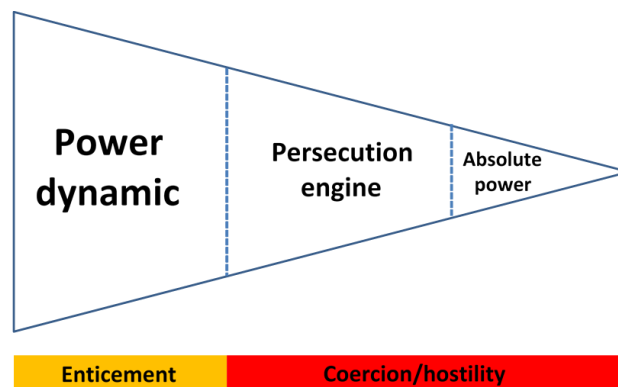 Power
dynamic
Persecution
engine
Absolute
power
Enticement
Coercion/hostility